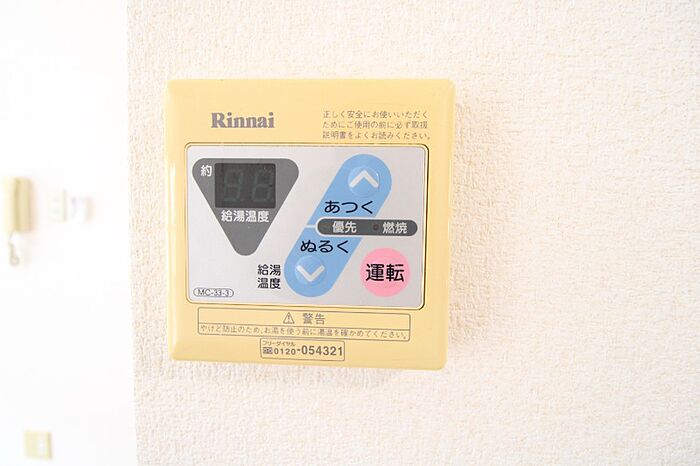 Rinnai
正しく安全にお使いいただく
ためにご使用の前に必ず取扱
説明書をよくお読みください。
約
給湯温度
あつく
優先 燃焼
ぬるく
給湯
温度
運転
MC-33-3
警告
やけど防止のため、お湯を使う前に湯温を確かめてください。
フリーダイヤル
0120-054321